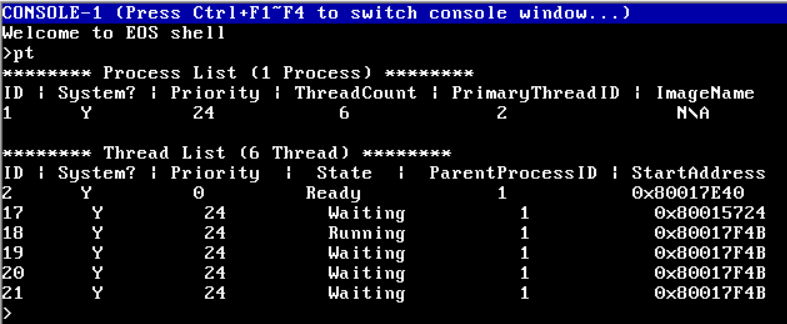 CONSOLE-1 (Press Ctrl+F1~F4 to switch console window...)
Welcome to EOS shell
>pt
******** Process List (1 Process) ********
ID | System? | Priority | ThreadCount | PrimaryThreadID | ImageName
1 Y 24 6 2 N\A
******** Thread List (6 Thread) ********
ID | System? | Priority | State | ParentProcessID | StartAddress
2 Y 0 Ready 1 0x80017E40
17 Y 24 Waiting 1 0x80015724
18 Y 24 Running 1 0x80017F4B
19 Y 24 Waiting 1 0x80017F4B
20 Y 24 Waiting 1 0x80017F4B
21 Y 24 Waiting 1 0x80017F4B
>